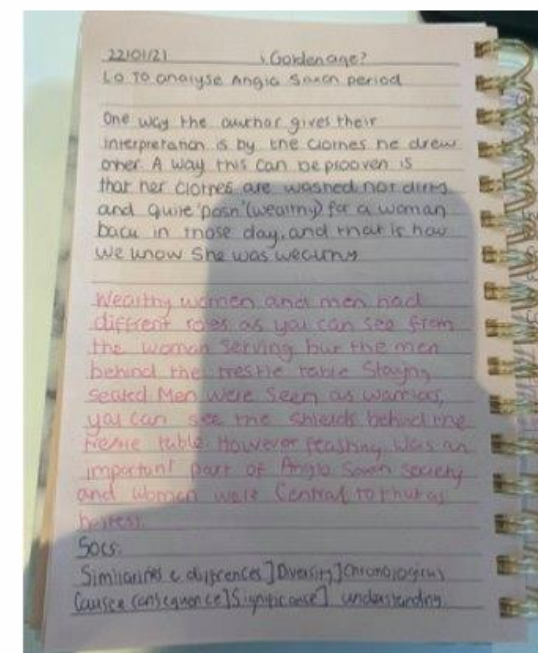 22/01/21 Golden age?
Lo To analyse Anglo Saxon period
One way the author gives their
interpretation is by the clothes he drew
A way this can be prooven is
that her clothes are washed not dirty
and quite 'posh' (wealthy) for a woman
back in those day, and that is how
we know she was wealthy
Wealthy women and men had
diffrent roles as you can see from
the woman serving but the men
behind the trestle table staying
seated Men were seen as warriors,
you can see the shields behind the
trestle table. However feasting was an
important part of Anglo Saxon society
and women were Central to that as
SOCS:
Similarities & diffrences] Diversity] Chronological
Cause & consequence] Significance] understanding